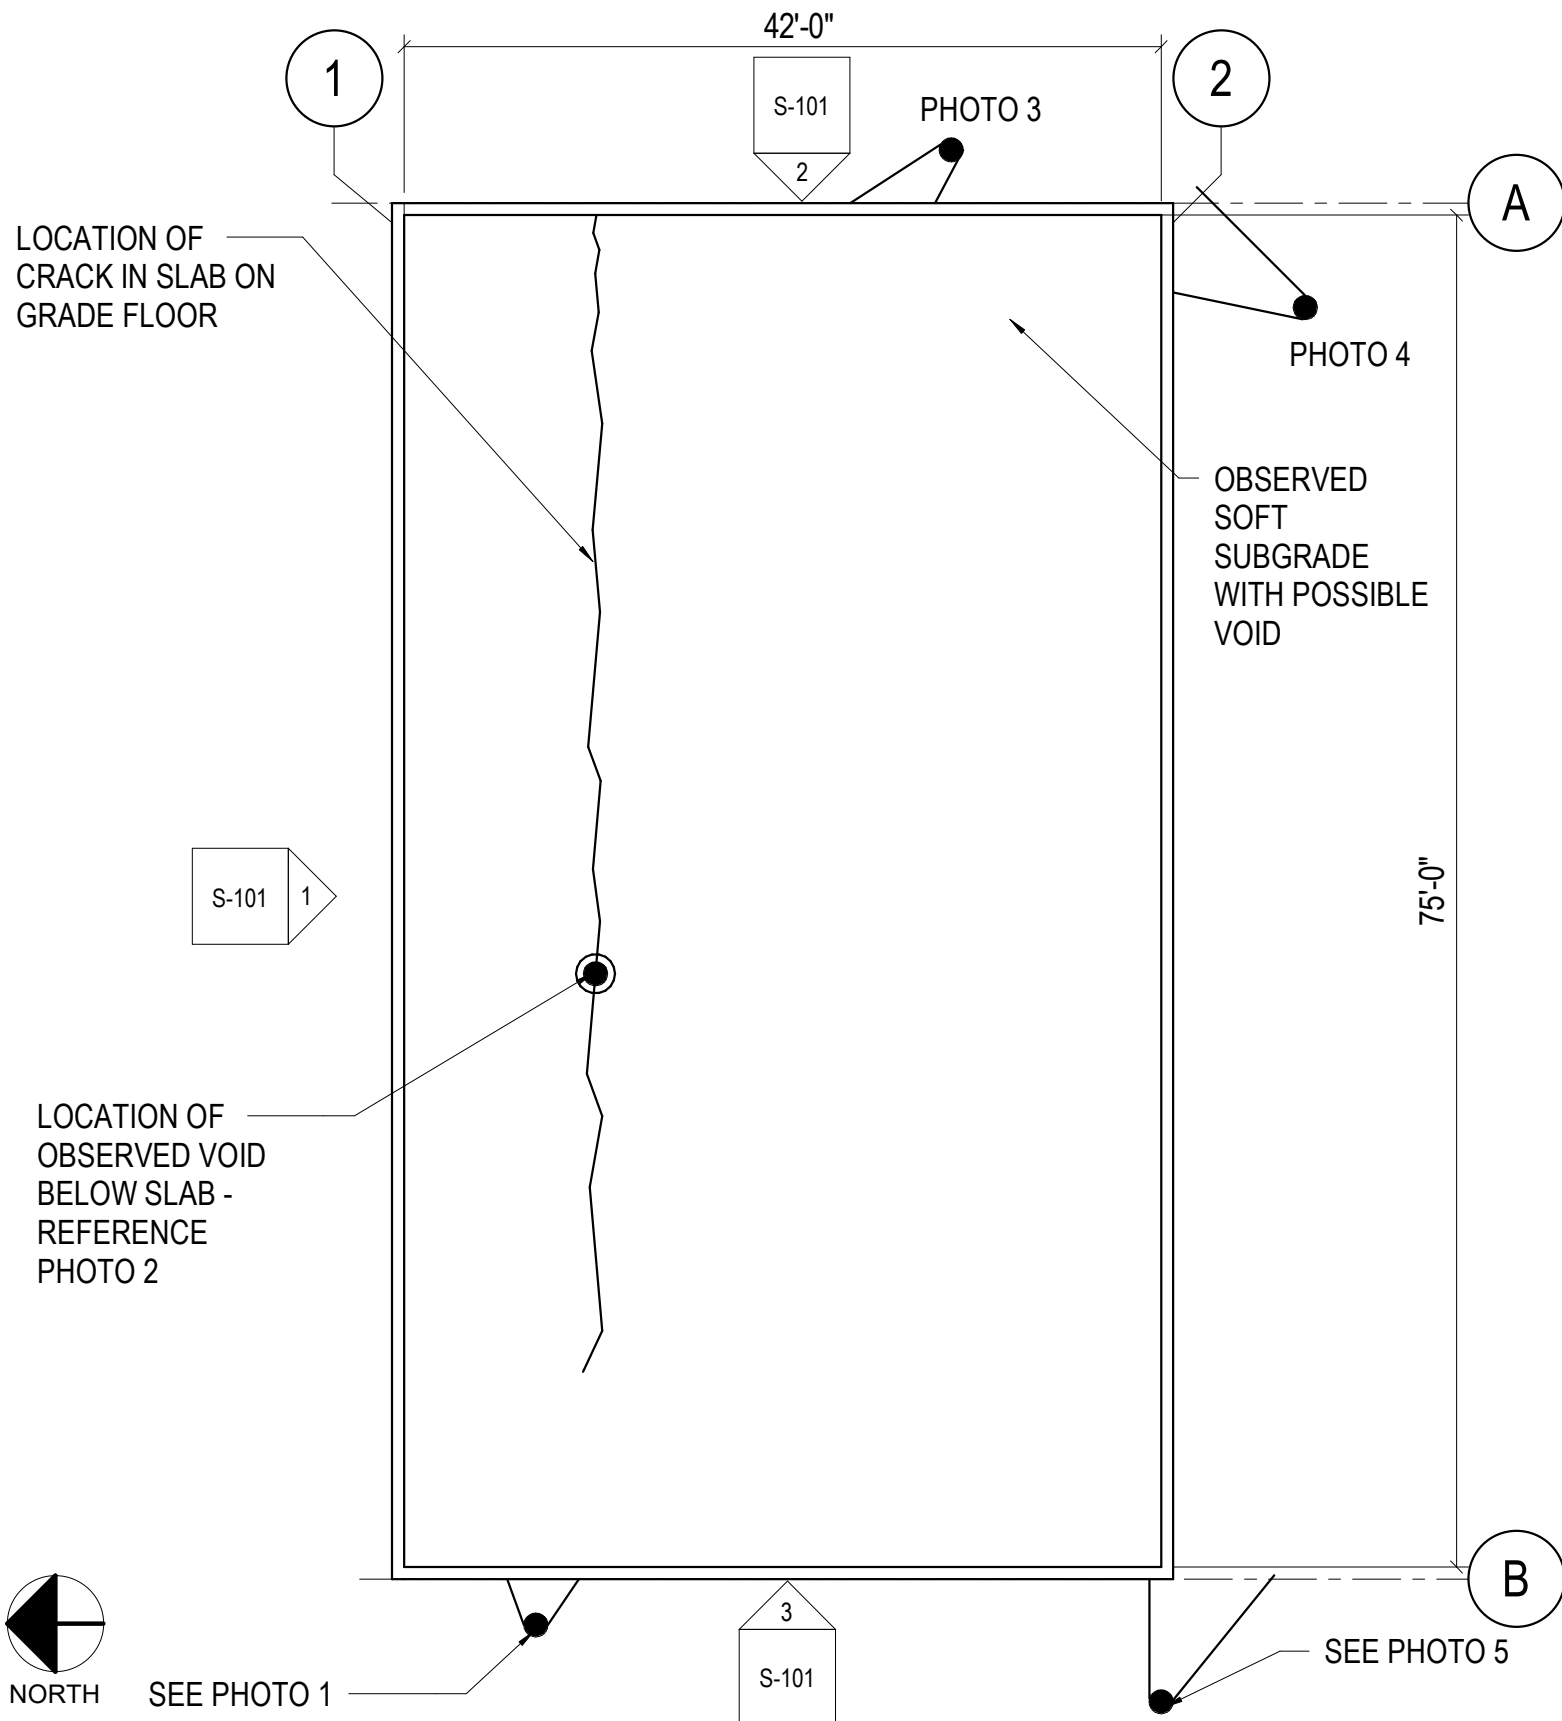 42'-0"
1
S-101
2
PHOTO 3
2
A
LOCATION OF
CRACK IN SLAB ON
GRADE FLOOR
PHOTO 4
OBSERVED
SOFT
SUBGRADE
WITH POSSIBLE
VOID
75'-0"
S-101
1
LOCATION OF
OBSERVED VOID
BELOW SLAB -
REFERENCE
PHOTO 2
B
3
S-101
NORTH
SEE PHOTO 1
SEE PHOTO 5